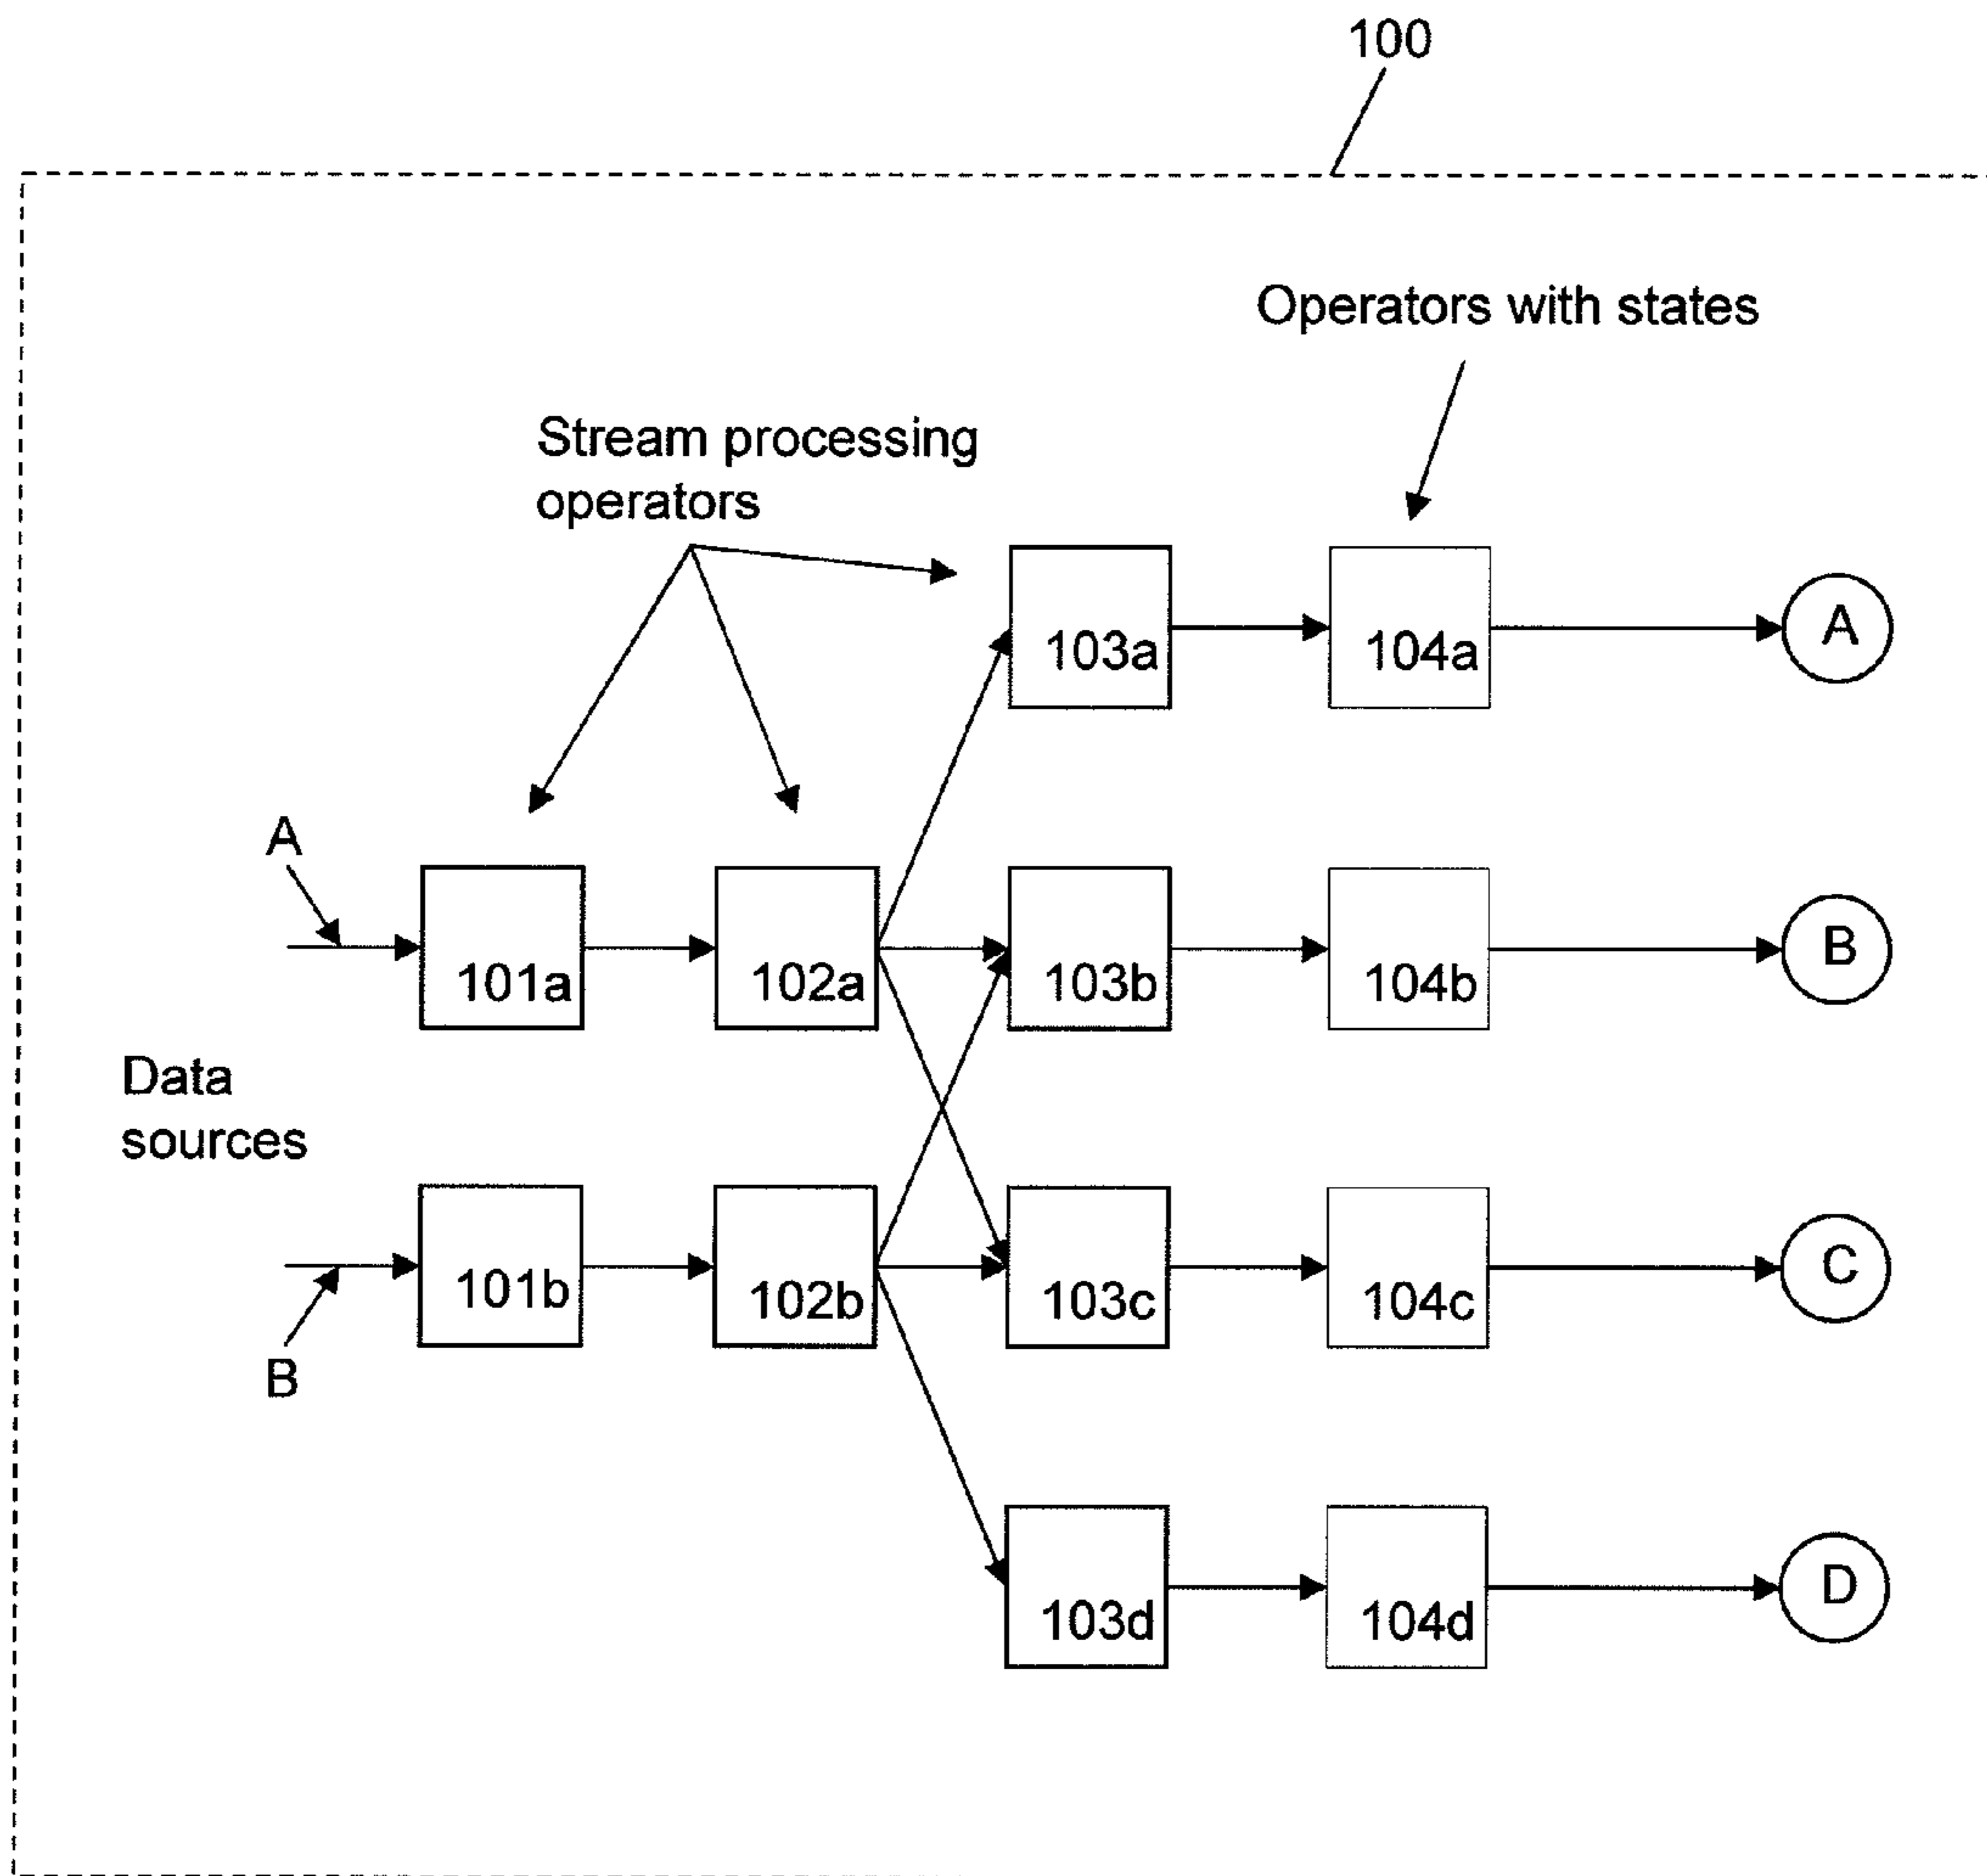 100
Operators with states
Stream processing
operators
103a
104a
A
A
101a
102a
103b
104b
B
Data
sources
101b
102b
103c
104c
C
B
103d
104d
D